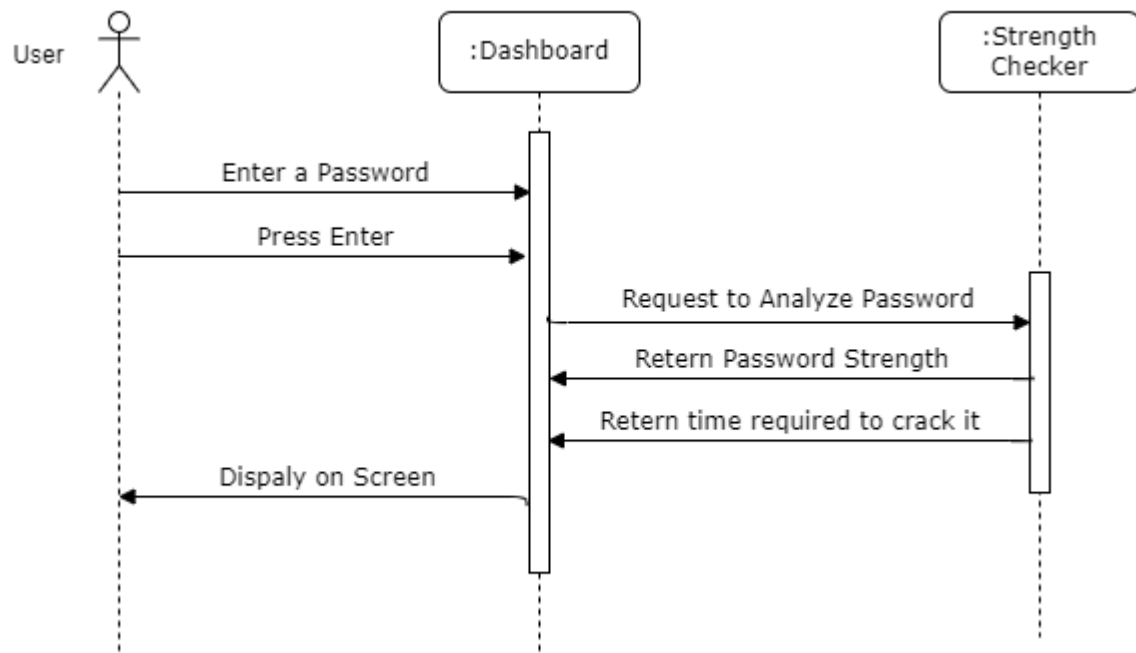 User
:Dashboard
:Strength
Checker
Enter a Password
Press Enter
Request to Analyze Password
Retern Password Strength
Retern time required to crack it
Dispaly on Screen